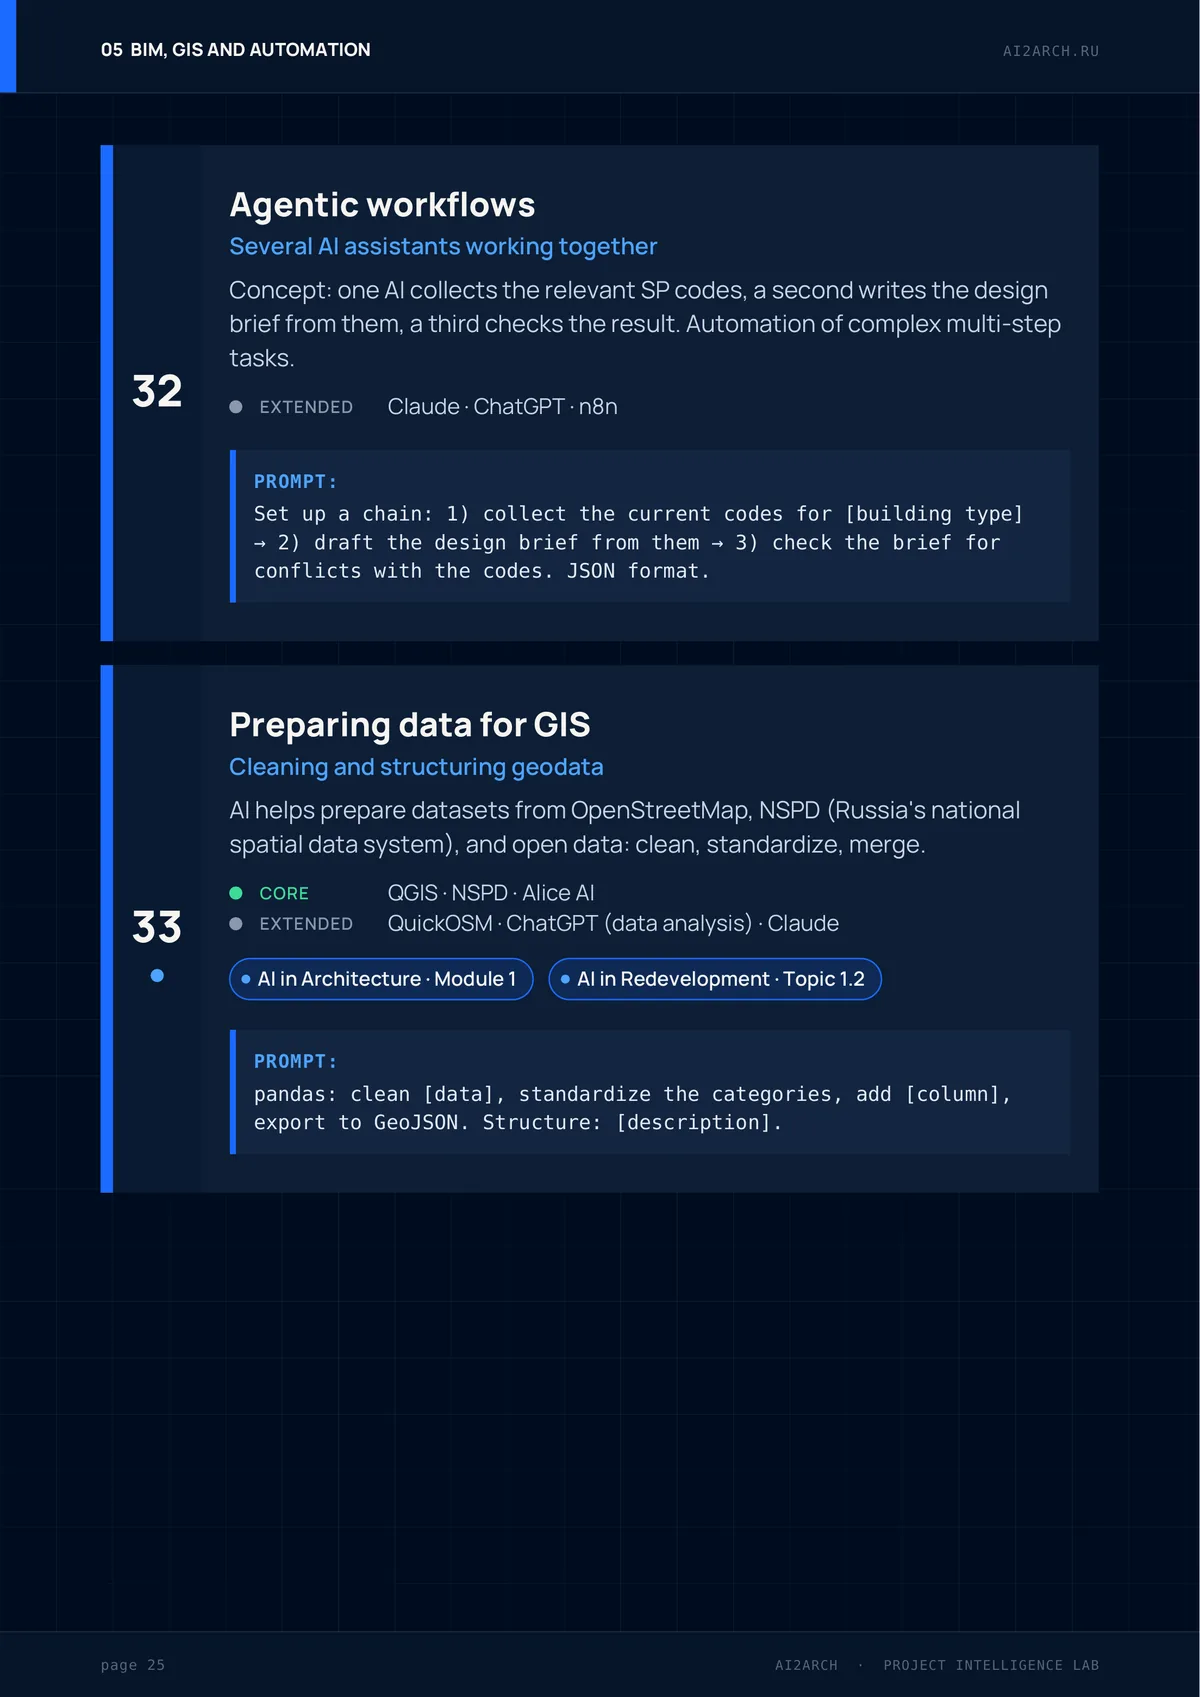 05 BIM, GIS AND AUTOMATION
AI2ARCH.RU
32
Agentic workflows
Several AI assistants working together
Concept: one AI collects the relevant SP codes, a second writes the design
brief from them, a third checks the result. Automation of complex multi-step
tasks.
EXTENDED Claude · ChatGPT · n8n
PROMPT:
Set up a chain: 1) collect the current codes for [building type]
→ 2) draft the design brief from them → 3) check the brief for
conflicts with the codes. JSON format.
33
Preparing data for GIS
Cleaning and structuring geodata
AI helps prepare datasets from OpenStreetMap, NSPD (Russia's national
spatial data system), and open data: clean, standardize, merge.
CORE QGIS · NSPD · Alice AI
EXTENDED QuickOSM · ChatGPT (data analysis) · Claude
AI in Architecture · Module 1
AI in Redevelopment · Topic 1.2
PROMPT:
pandas: clean [data], standardize the categories, add [column],
export to GeoJSON. Structure: [description].
page 25
AI2ARCH · PROJECT INTELLIGENCE LAB